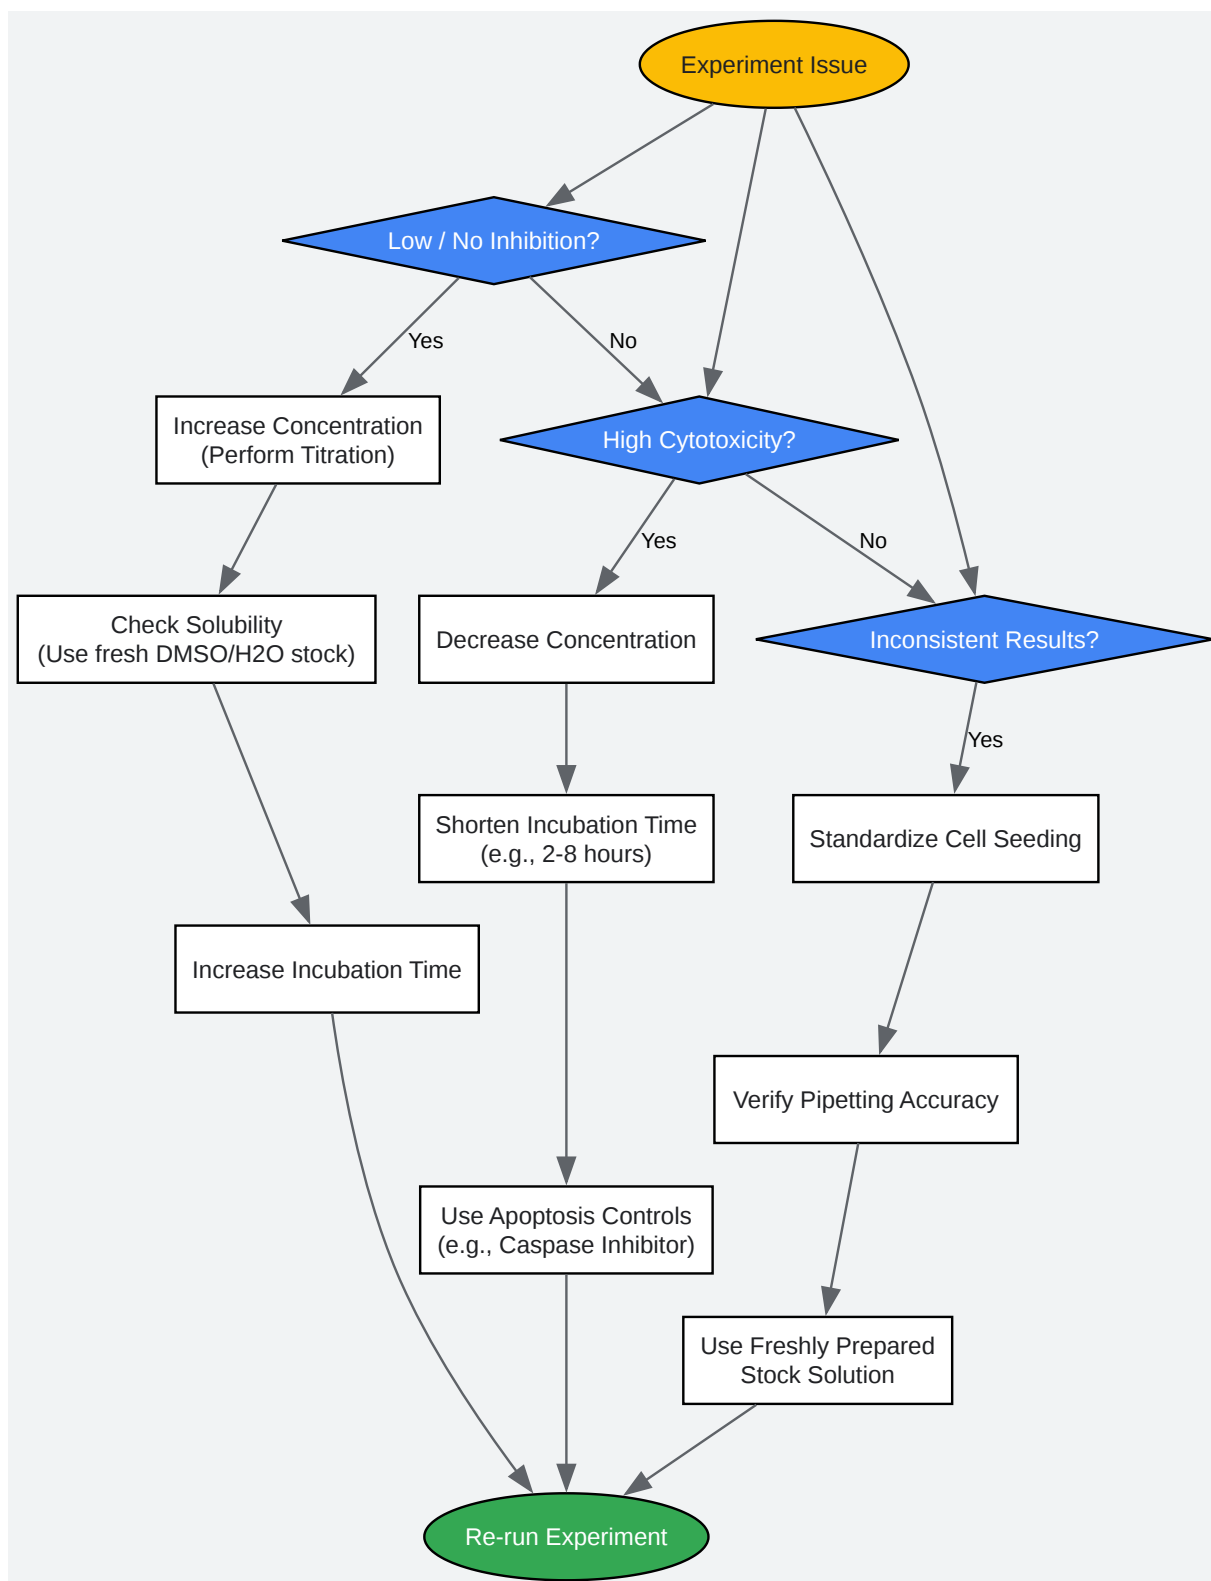 Experiment Issue
Low / No Inhibition?
Yes
No
Increase Concentration
(Perform Titration)
High Cytotoxicity?
Yes
No
Check Solubility
(Use fresh DMSO/H2O stock)
Decrease Concentration
Inconsistent Results?
Yes
Shorten Incubation Time
(e.g., 2-8 hours)
Standardize Cell Seeding
Increase Incubation Time
Verify Pipetting Accuracy
Use Apoptosis Controls
(e.g., Caspase Inhibitor)
Use Freshly Prepared
Stock Solution
Re-run Experiment